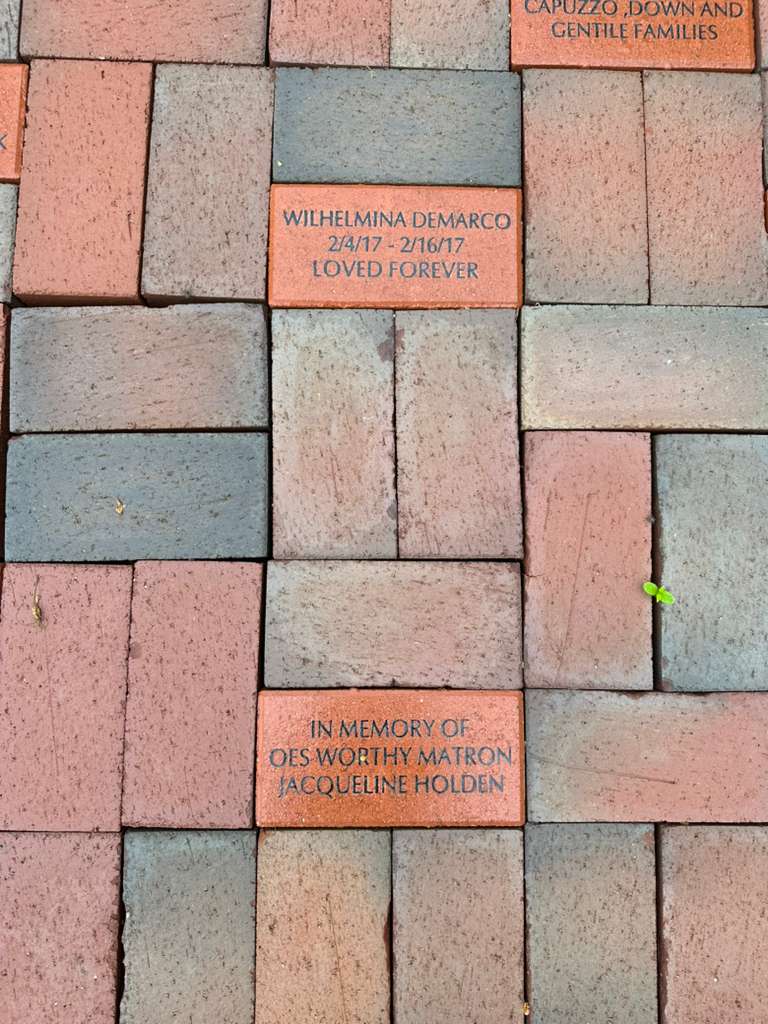 CAPUZZO ,DOWN AND
GENTILE FAMILIES
K
WILHELMINA DEMARCO
2/4/17 - 2/16/17
LOVED FOREVER
IN MEMORY OF
OES WORTHY MATRON
JACQUELINE HOLDEN